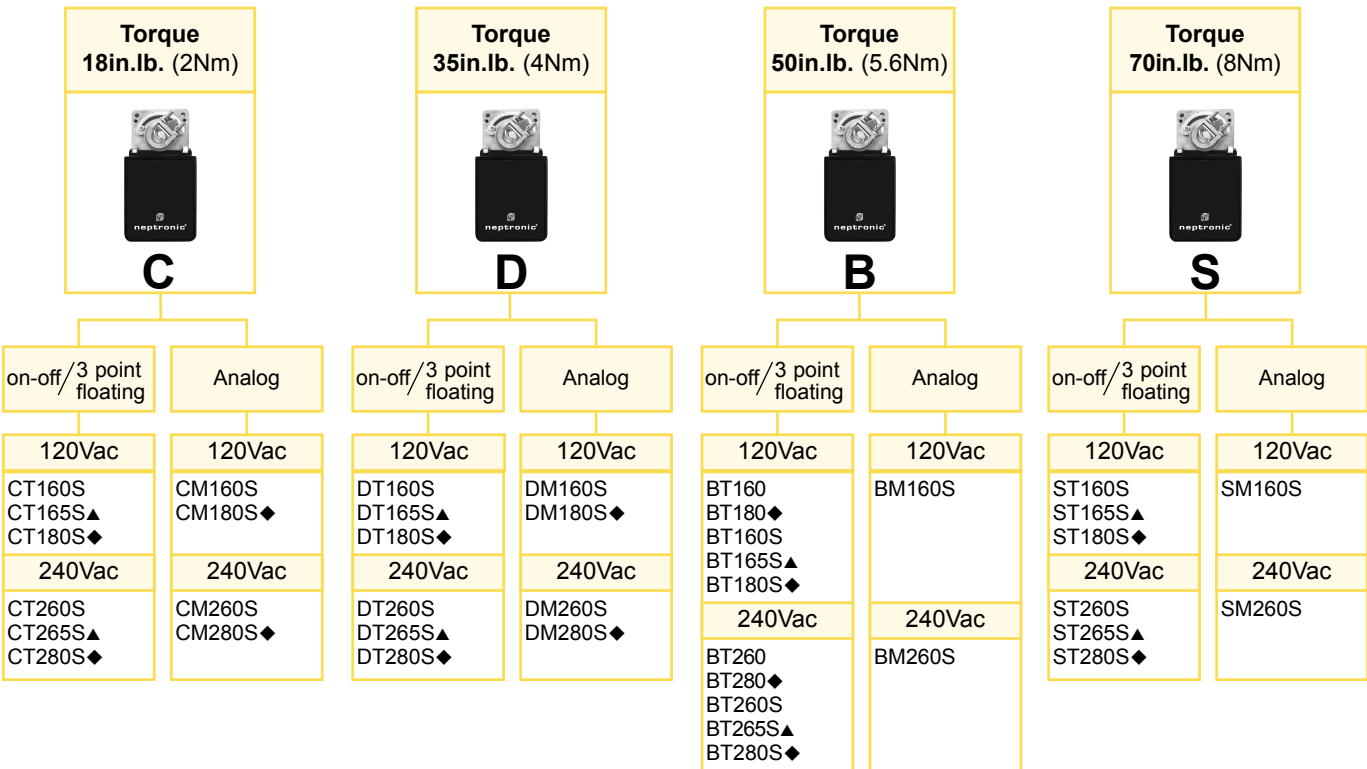 Torque
18in.lb. (2Nm)
neptronic
C
on-off/3 point
floating
Analog
120Vac
120Vac
CT160S
CT165S▲
CT180S◆
CM160S
CM180S◆
240Vac
240Vac
CT260S
CT265S▲
CT280S◆
CM260S
CM280S◆
Torque
35in.lb. (4Nm)
neptronic
D
on-off/3 point
floating
Analog
120Vac
120Vac
DT160S
DT165S▲
DT180S◆
DM160S
DM180S◆
240Vac
240Vac
DT260S
DT265S▲
DT280S◆
DM260S
DM280S◆
Torque
50in.lb. (5.6Nm)
neptronic
B
on-off/3 point
floating
Analog
120Vac
120Vac
BT160
BT180◆
BT160S
BT165S▲
BT180S◆
BM160S
240Vac
240Vac
BT260
BT280◆
BT260S
BT265S▲
BT280S◆
BM260S
Torque
70in.lb. (8Nm)
neptronic
S
on-off/3 point
floating
Analog
120Vac
120Vac
ST160S
ST165S▲
ST180S◆
SM160S
240Vac
240Vac
ST260S
ST265S▲
ST280S◆
SM260S